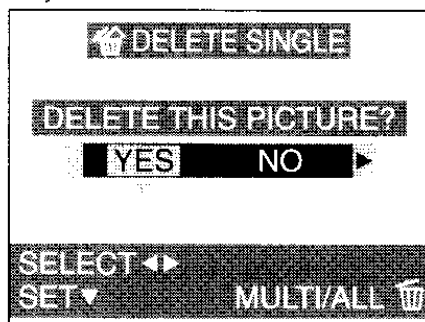 DELETE SINGLE
DELETE THIS PICTURE?
YES NO
SELECT◄►
SET▼ MULTI/ALL